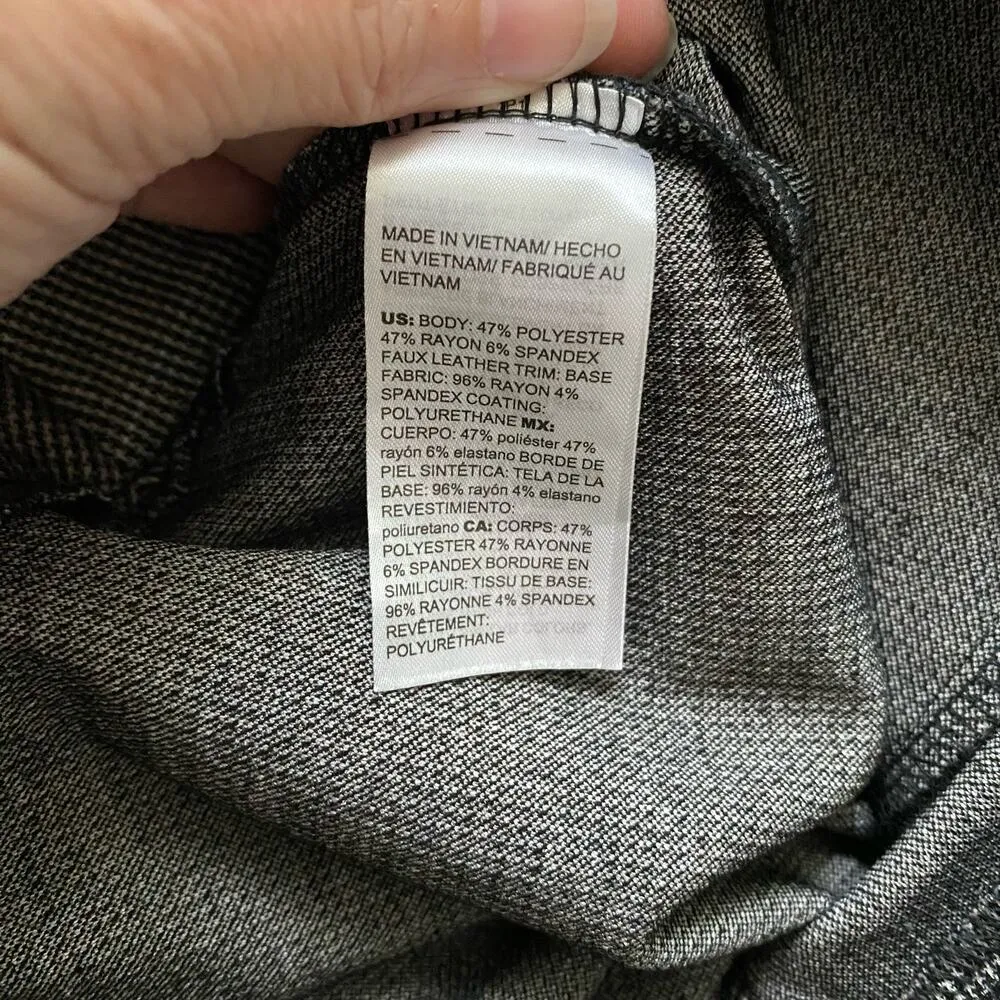 MADE IN VIETNAM/ HECHO
EN VIETNAM/ FABRIQUÉ AU
VIETNAM
US: BODY: 47% POLYESTER
47% RAYON 6% SPANDEX
FAUX LEATHER TRIM: BASE
FABRIC: 96% RAYON 4%
SPANDEX COATING:
POLYURETHANE MX:
CUERPO: 47% poliéster 47%
rayón 6% elastano BORDE DE
PIEL SINTÉTICA: TELA DE LA
BASE: 96% rayón 4% elastano
REVESTIMIENTO:
poliuretano CA: CORPS: 47%
POLYESTER 47% RAYONNE
6% SPANDEX BORDURE EN
SIMILICUIR: TISSU DE BASE:
96% RAYONNE 4% SPANDEX
REVÊTEMENT:
POLYURÉTHANE